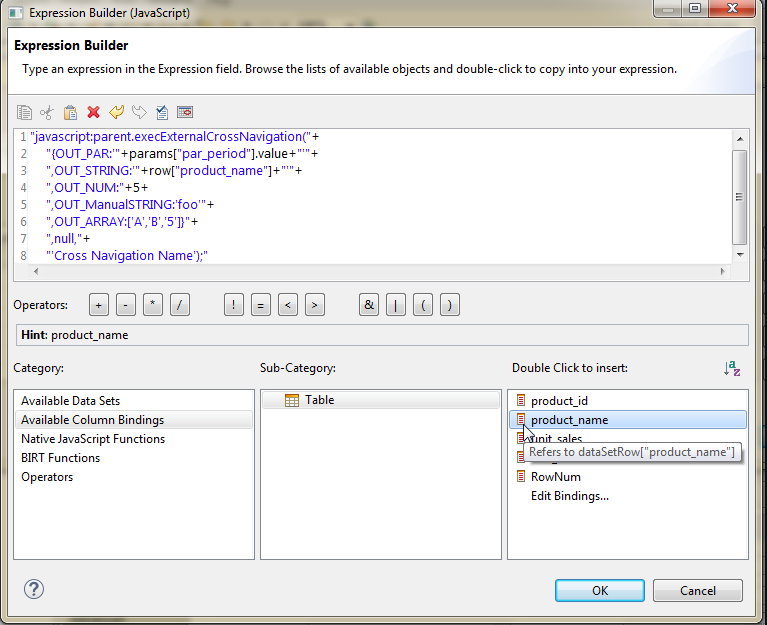 Expression Builder (JavaScript)
Expression Builder
Type an expression in the Expression field. Browse the lists of available objects and double-click to copy into your expression.
1 "javascript:parent.execExternalCrossNavigation("+
2 "{OUT_PAR:'"+params["par_period"].value+"'"+
3 ",OUT_STRING:'"+row["product_name"]+"'"+
4 ",OUT_NUM:"+5+
5 ",OUT_ManualSTRING:'foo'"+
6 ",OUT_ARRAY:['A','B','5']}"+
7 ",null,"+
8 "'Cross Navigation Name');"
Operators: + - * / ! = < > & | ( )
Hint: product_name
Category: Sub-Category: Double Click to insert:
Available Data Sets Table product_id
Available Column Bindings product_name
Native JavaScript Functions unit_sales
BIRT Functions Refers to dataSetRow["product_name"]
Operators RowNum
Edit Bindings...
? OK Cancel